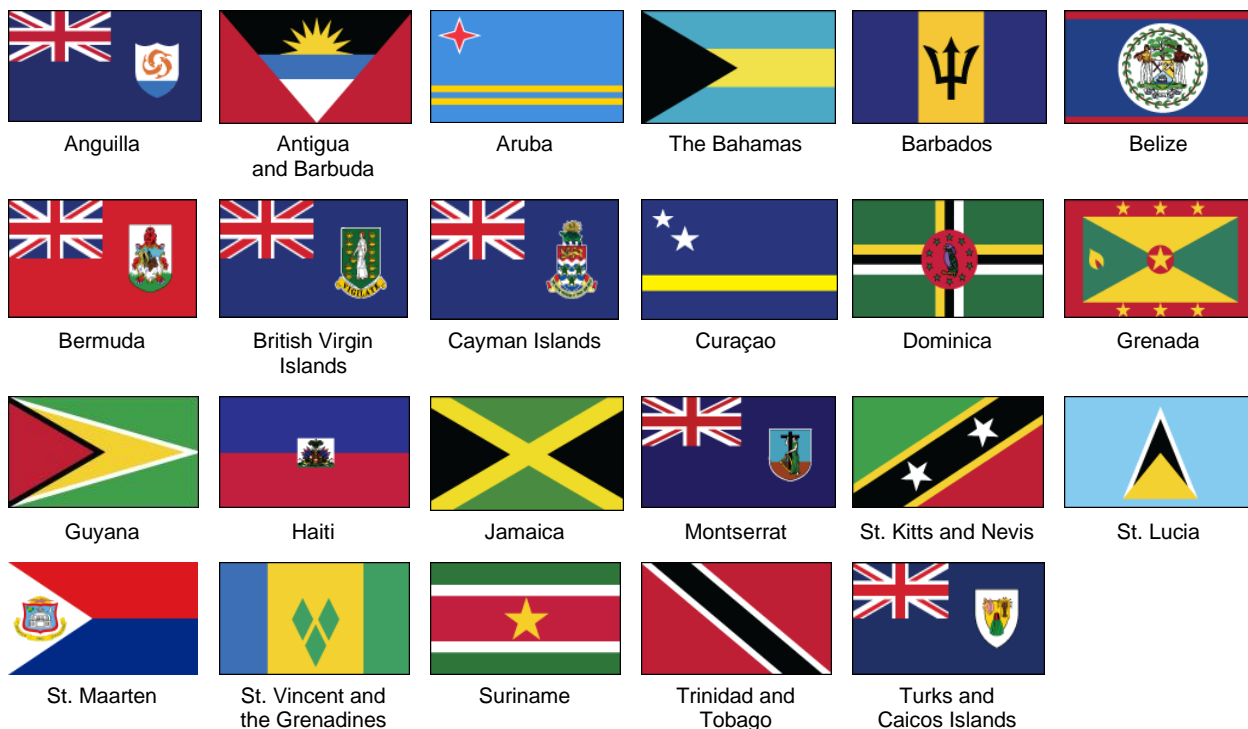 Anguilla
Antigua
and Barbuda
Aruba
The Bahamas
Barbados
Belize
VIGILATE
Bermuda
British Virgin
Islands
Cayman Islands
Curaçao
Dominica
Grenada
Guyana
Haiti
Jamaica
Montserrat
St. Kitts and Nevis
St. Lucia
St. Maarten
St. Vincent and
the Grenadines
Suriname
Trinidad and
Tobago
Turks and
Caicos Islands